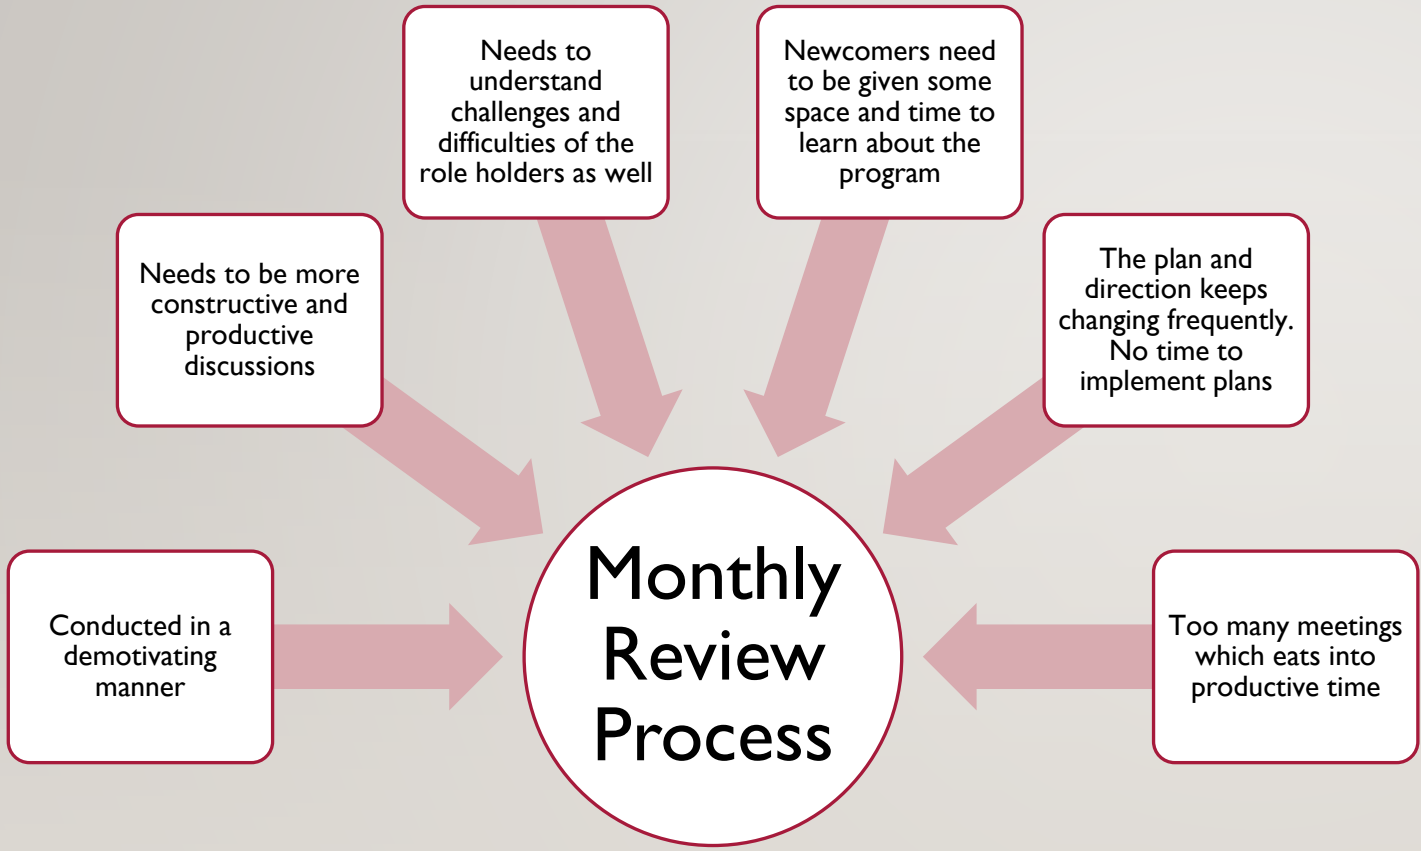 Needs to
understand
challenges and
difficulties of the
role holders as well
Newcomers need
to be given some
space and time to
learn about the
program
Needs to be more
constructive and
productive
discussions
The plan and
direction keeps
changing frequently.
No time to
implement plans
Conducted in a
demotivating
manner
Monthly
Review
Process
Too many meetings
which eats into
productive time